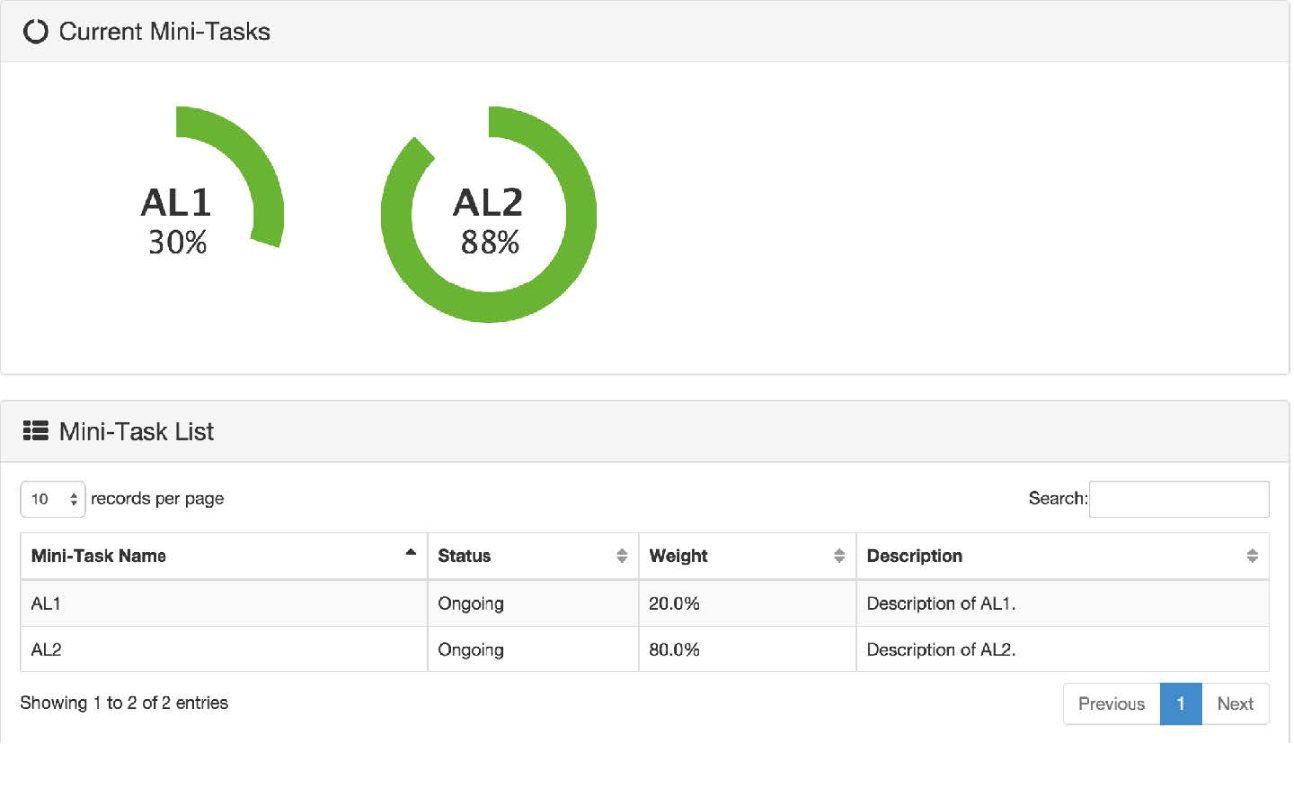 Current Mini-Tasks
AL1
30%
AL2
88%
Mini-Task List
10 records per page
Search:
Mini-Task Name Status Weight Description
AL1 Ongoing 20.0% Description of AL1.
AL2 Ongoing 80.0% Description of AL2.
Showing 1 to 2 of 2 entries
Previous 1 Next